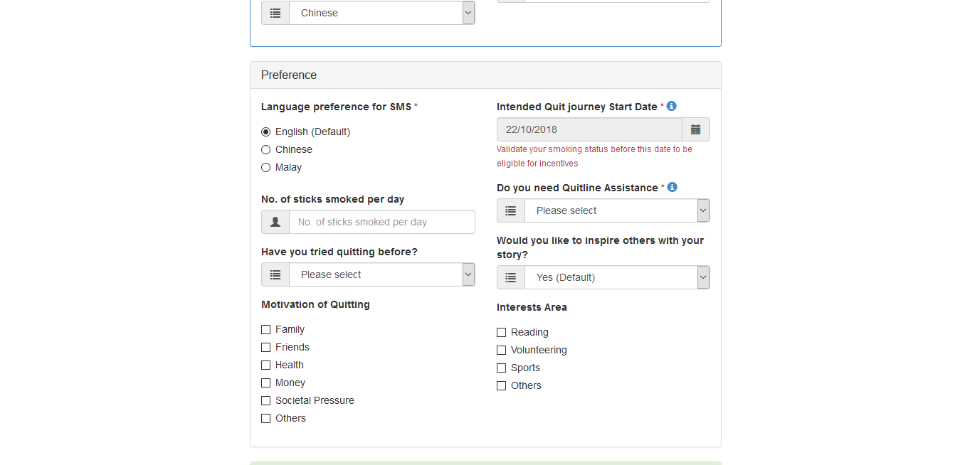 Chinese
Preference
Language preference for SMS *
English (Default)
Chinese
Malay
No. of sticks smoked per day
No. of sticks smoked per day
Have you tried quitting before?
Please select
Motivation of Quitting
Family
Friends
Health
Money
Societal Pressure
Others
Intended Quit journey Start Date *
22/10/2018
Validate your smoking status before this date to be
eligible for incentives
Do you need Quitline Assistance *
Please select
Would you like to inspire others with your
story?
Yes (Default)
Interests Area
Reading
Volunteering
Sports
Others